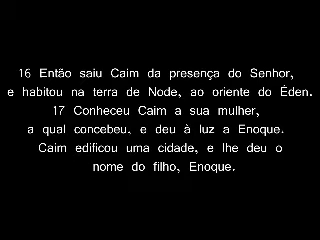 16 Então saiu Caim da presença do Senhor,
e habitou na terra de Node, ao oriente do Éden.
17 Conheceu Caim a sua mulher,
a qual concebeu, e deu à luz a Enoque.
Caim edificou uma cidade, e lhe deu o
nome do filho, Enoque.